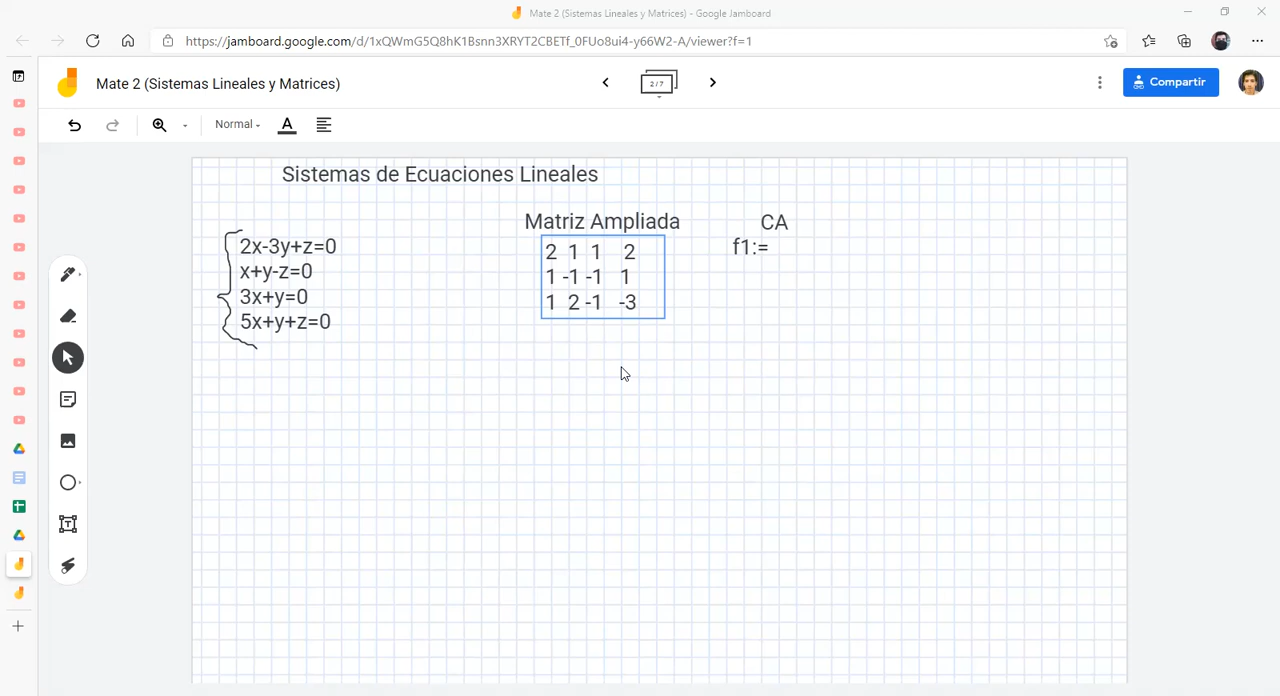 Mate 2 (Sistemas Lineales y Matrices) - Google Jamboard
https://jamboard.google.com/d/1xQWmG5Q8hK1Bsnn3XRYT2CBETf_0FUo8ui4-y66W2-A/viewer?f=1
Mate 2 (Sistemas Lineales y Matrices)
2/7
Compartir
Normal
A
Sistemas de Ecuaciones Lineales
Matriz Ampliada
CA
2x-3y+z=0
x+y-z=0
3x+y=0
5x+y+z=0
2 1 1 2
1 -1 -1 1
1 2 -1 -3
f1:=